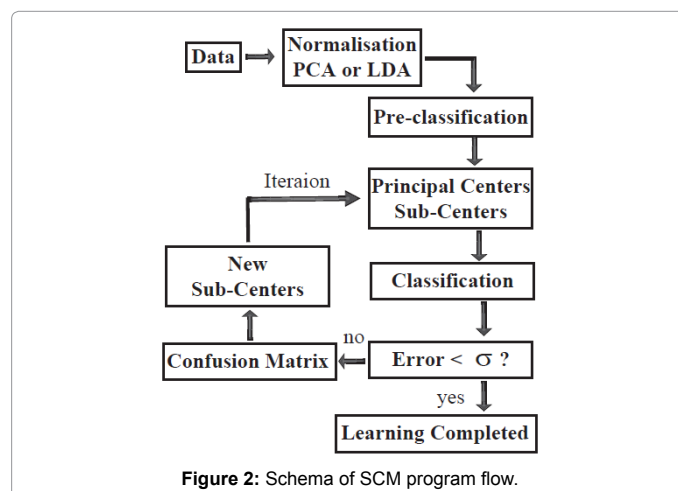 Data
Normalisation
PCA or LDA
Pre-classification
Iteraion
Principal Centers
Sub-Centers
New
Sub-Centers
Classification
no
Confusion Matrix
Error < σ ?
yes
Learning Completed
Figure 2: Schema of SCM program flow.